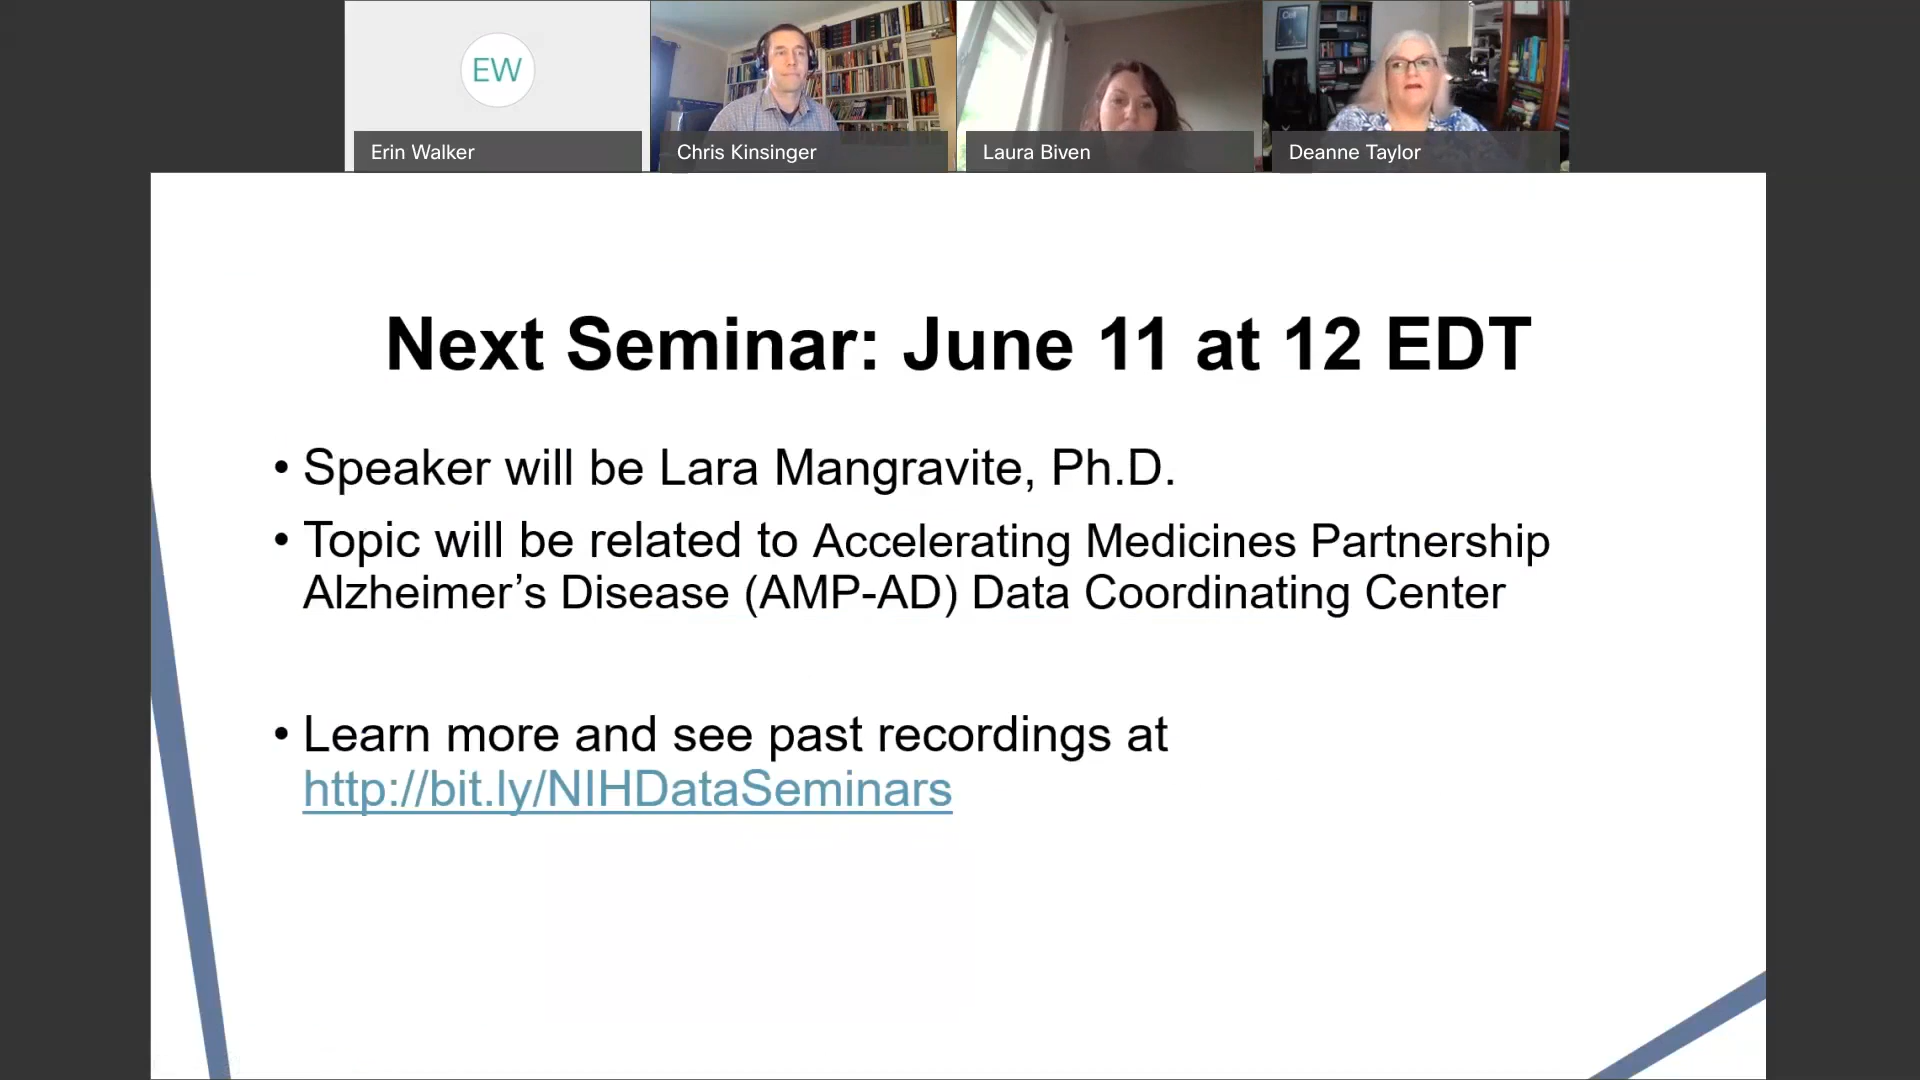 EW
Erin Walker
Chris Kinsinger
Laura Biven
Deanne Taylor
Next Seminar: June 11 at 12 EDT
• Speaker will be Lara Mangravite, Ph.D.
• Topic will be related to Accelerating Medicines Partnership
Alzheimer’s Disease (AMP-AD) Data Coordinating Center
• Learn more and see past recordings at
http://bit.ly/NIHDataSeminars